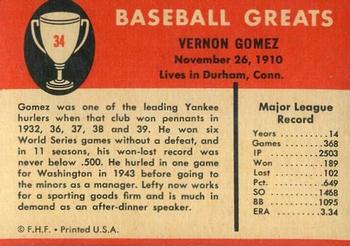 BASEBALL GREATS
34
VERNON GOMEZ
November 26, 1910
Lives in Durham, Conn.
Gomez was one of the leading Yankee
hurlers when that club won pennants in
1932, 36, 37, 38 and 39. He won six
World Series games without a defeat, and
in 11 seasons, his won-lost record was
never below .500. He hurled in one game
for Washington in 1943 before going to
the minors as a manager. Lefty now works
for a sporting goods firm and is much in
demand as an after-dinner speaker.
© F.H.F. • Printed U.S.A.
Major League
Record
Years 14
Games 368
IP 2503
Won 189
Lost 102
Pct. .649
SO 1468
BB 1095
ERA 3.34